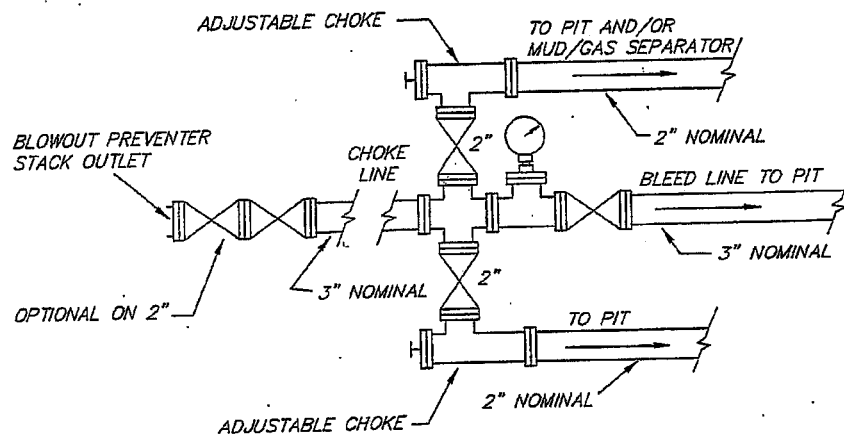 ADJUSTABLE CHOKE
TO PIT AND/OR
MUD/GAS SEPARATOR
2" NOMINAL
BLOWOUT PREVENTER
STACK OUTLET
CHOKE
LINE
2"
BLEED LINE TO PIT
3" NOMINAL
OPTIONAL ON 2"
3" NOMINAL
2"
TO PIT
2" NOMINAL
ADJUSTABLE CHOKE